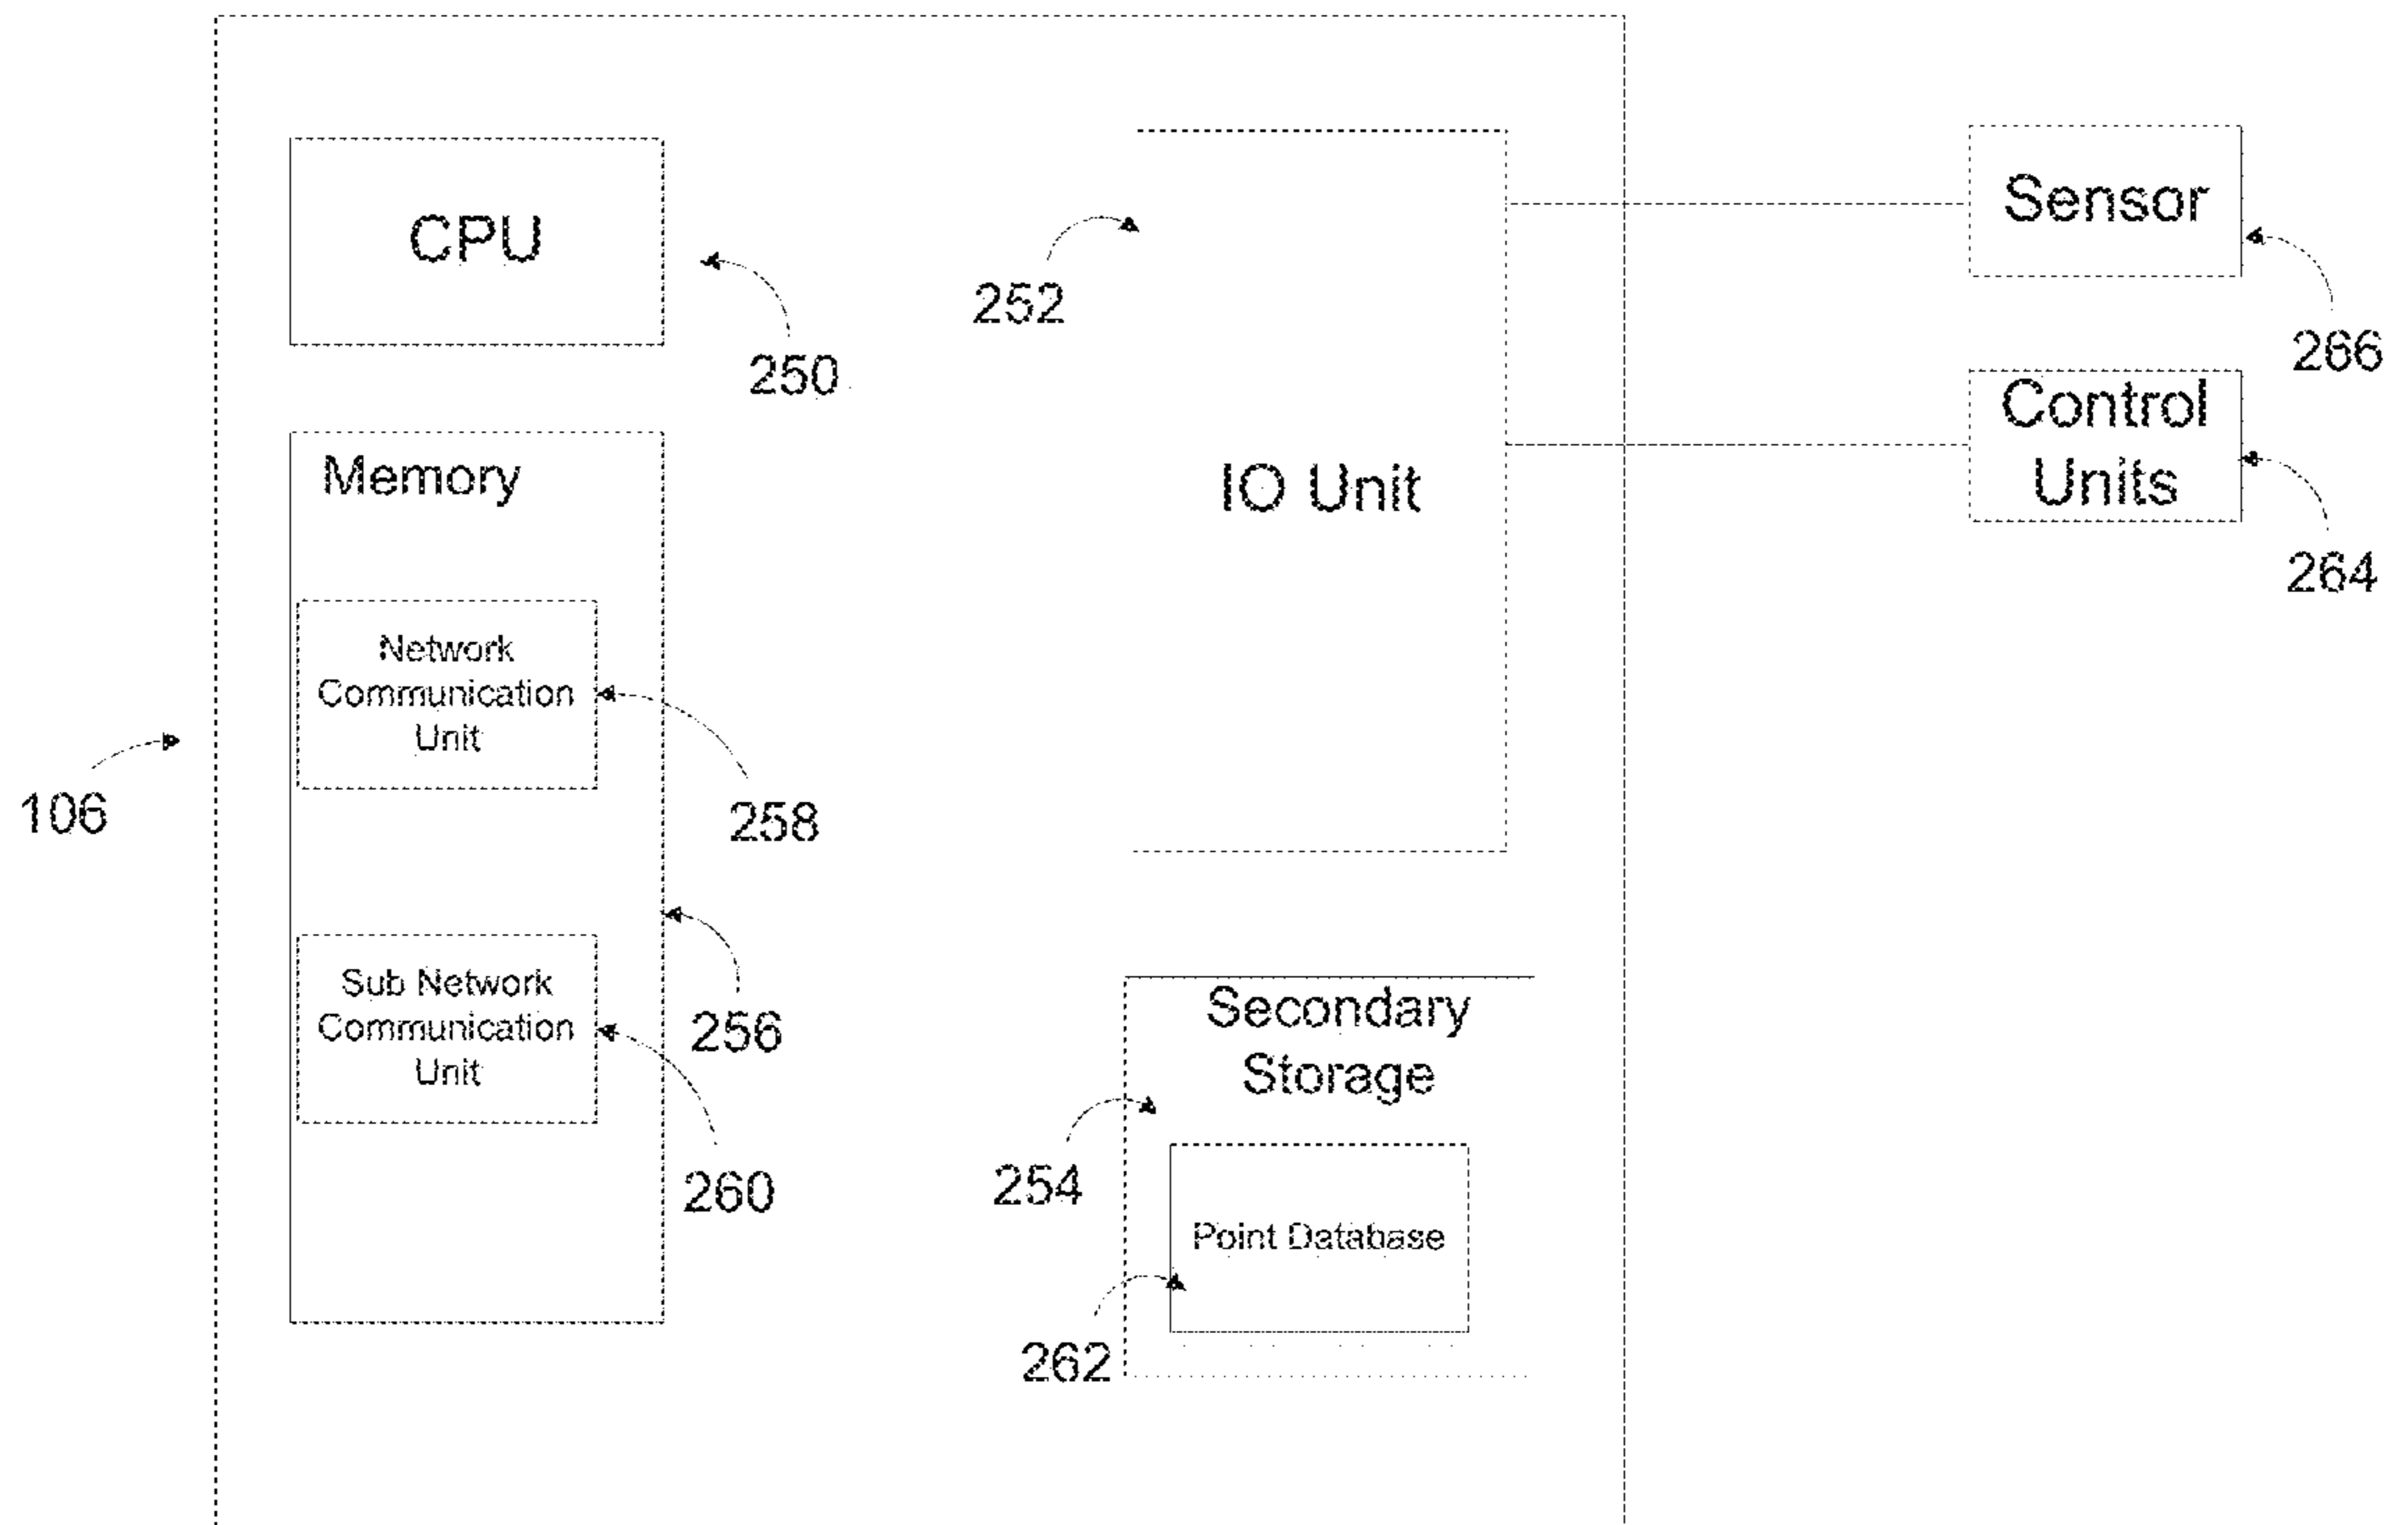 CPU
250
252
IO Unit
Sensor
266
Control
Units
264
Memory
Network
Communication
Unit
258
106
256
Sub Network
Communication
Unit
260
Secondary
Storage
254
Point Database
262